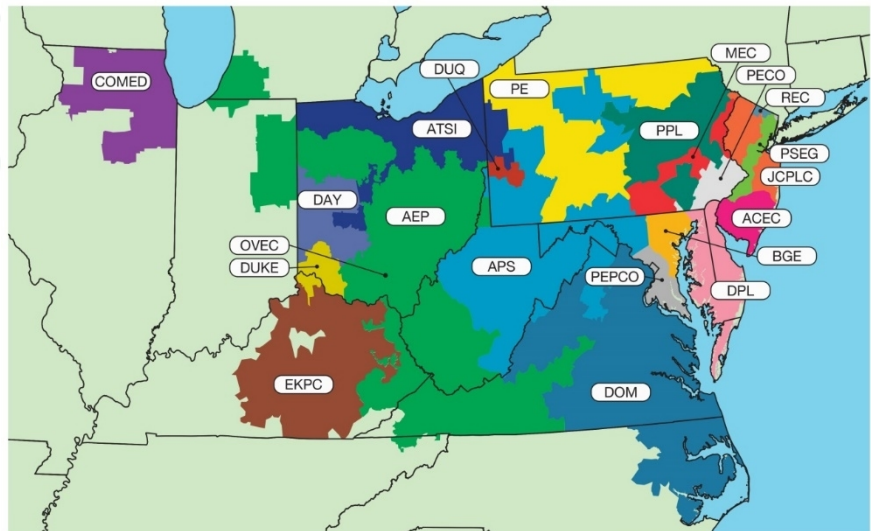 MEC
COMED
DUQ
PE
PECO
REC
ATSI
PPL
PSEG
JCPLC
DAY
AEP
ACEC
OVEC
DUKE
APS
PEPCO
BGE
DPL
EKPC
DOM